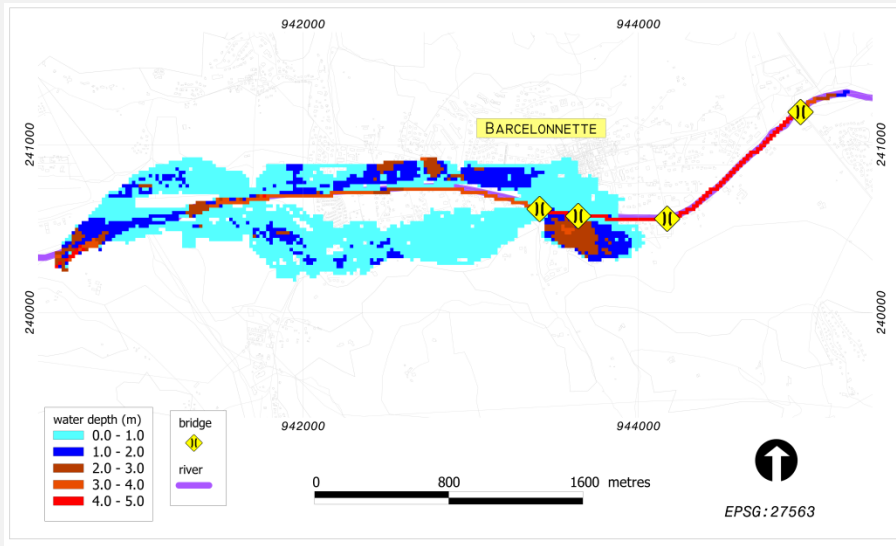 942000
944000
241000
241000
BARCELONNETTE
240000
240000
942000
944000
water depth (m)
0.0 - 1.0
1.0 - 2.0
2.0 - 3.0
3.0 - 4.0
4.0 - 5.0
bridge
river
0 800 1600 metres
EPSG:27563